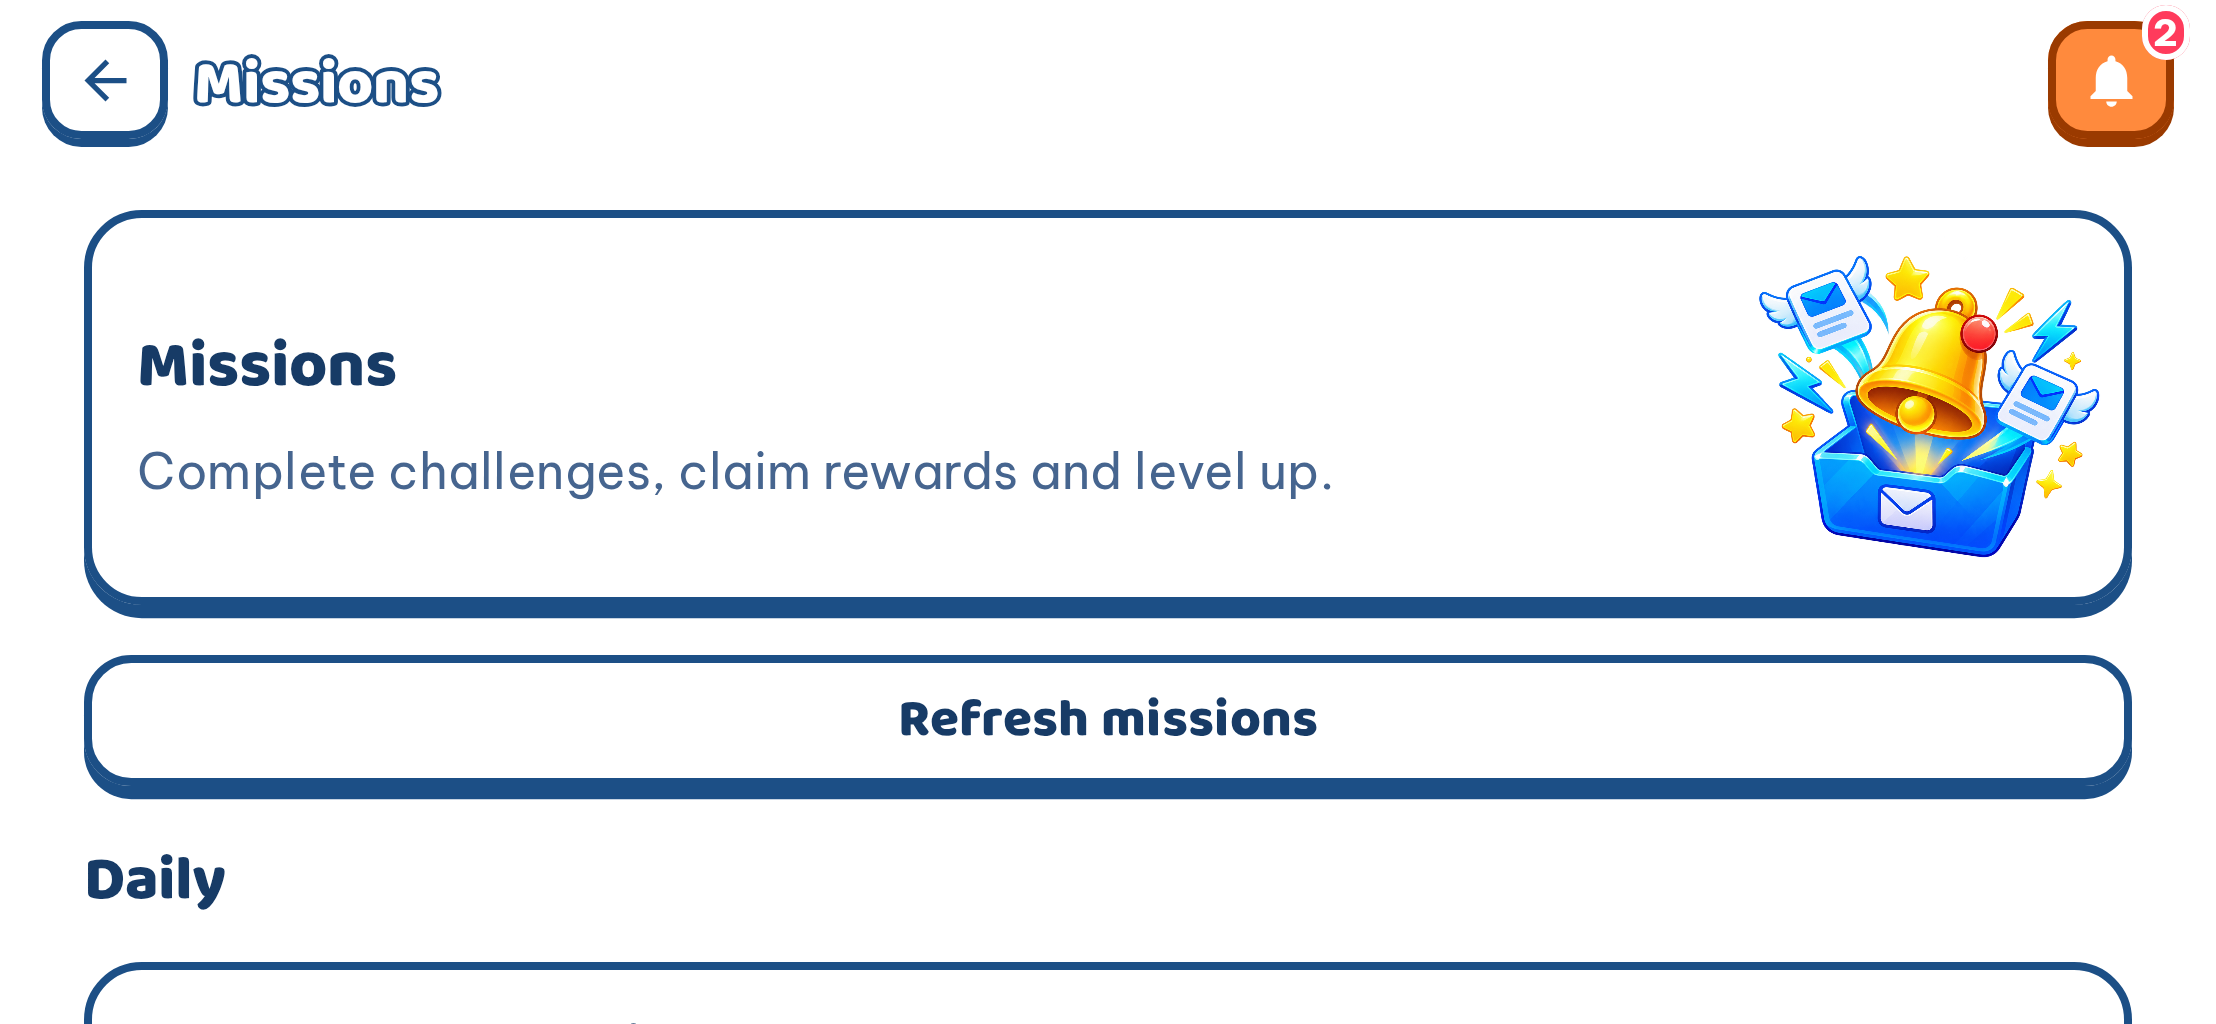 Missions
2
Missions
Complete challenges, claim rewards and level up.
Refresh missions
Daily